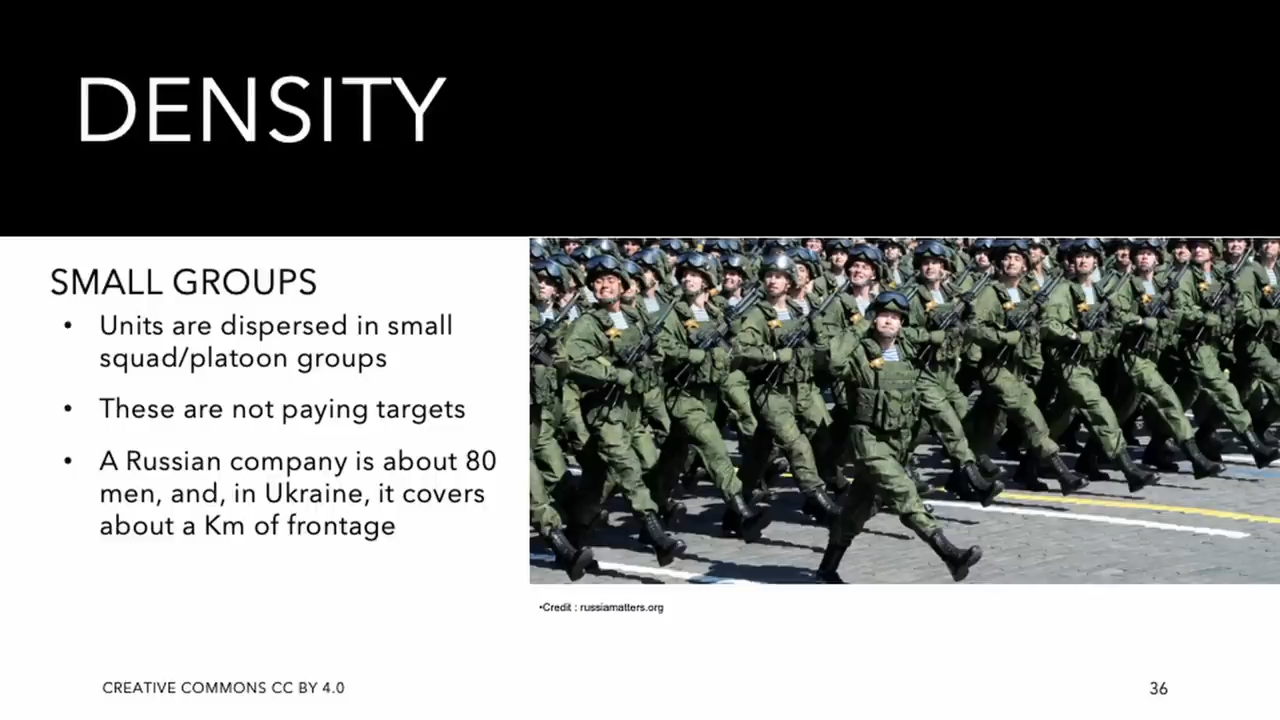 DENSITY
SMALL GROUPS
• Units are dispersed in small
squad/platoon groups
• These are not paying targets
• A Russian company is about 80
men, and, in Ukraine, it covers
about a Km of frontage
•Credit : russiamatters.org
CREATIVE COMMONS CC BY 4.0
36